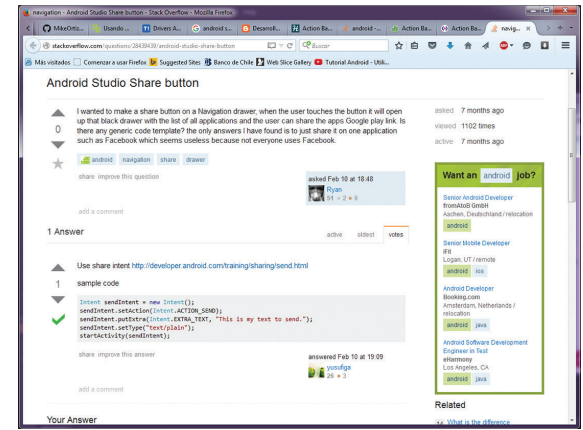 navigation - Android Studio Share button - Stack Overflow - Mozilla Firefox
MikeOrtiz...
Usando ...
Drivers A...
android s...
Desarroll...
Action Ba...
android -...
Action Ba...
Action Ba...
navig...
stackoverflow.com/questions/28439439/android-studio-share-button
Buscar
Más visitados
Comenzar a usar Firefox
Suggested Sites
Banco de Chile
Web Slice Gallery
Tutorial Android - Utili...
Android Studio Share Button
I wanted to make a share button on a Navigation drawer, when the user touches the button it will open
up that black drawer with the list of all applications and the user can share the apps Google play link. Is
there any generic code template? the only answers I have found is to just share it on one application
such as Facebook which seems useless because not everyone uses Facebook.
0
android navigation share drawer
share improve this question
asked Feb 10 at 18:48
Ryan
51 2 8
add a comment
1 Answer
active oldest votes
Use share intent http://developer.android.com/training/sharing/send.html
1
sample code
Intent sendIntent = new Intent();
sendIntent.setAction(Intent.ACTION_SEND);
sendIntent.putExtra(Intent.EXTRA_TEXT, "This is my text to send.");
sendIntent.setType("text/plain");
startActivity(sendIntent);
share improve this answer
answered Feb 10 at 19:09
yusufiga
26 3
add a comment
Your Answer
asked 7 months ago
viewed 1102 times
active 7 months ago
Want an android job?
Senior Android Developer
fromAtoB GmbH
Aachen, Deutschland / relocation
android
Senior Mobile Developer
iFit
Logan, UT / remote
android ios
Android Developer
Booking.com
Amsterdam, Netherlands /
relocation
android java
Android Software Development
Engineer in Test
eHarmony
Los Angeles, CA
android java
Related
What is the difference